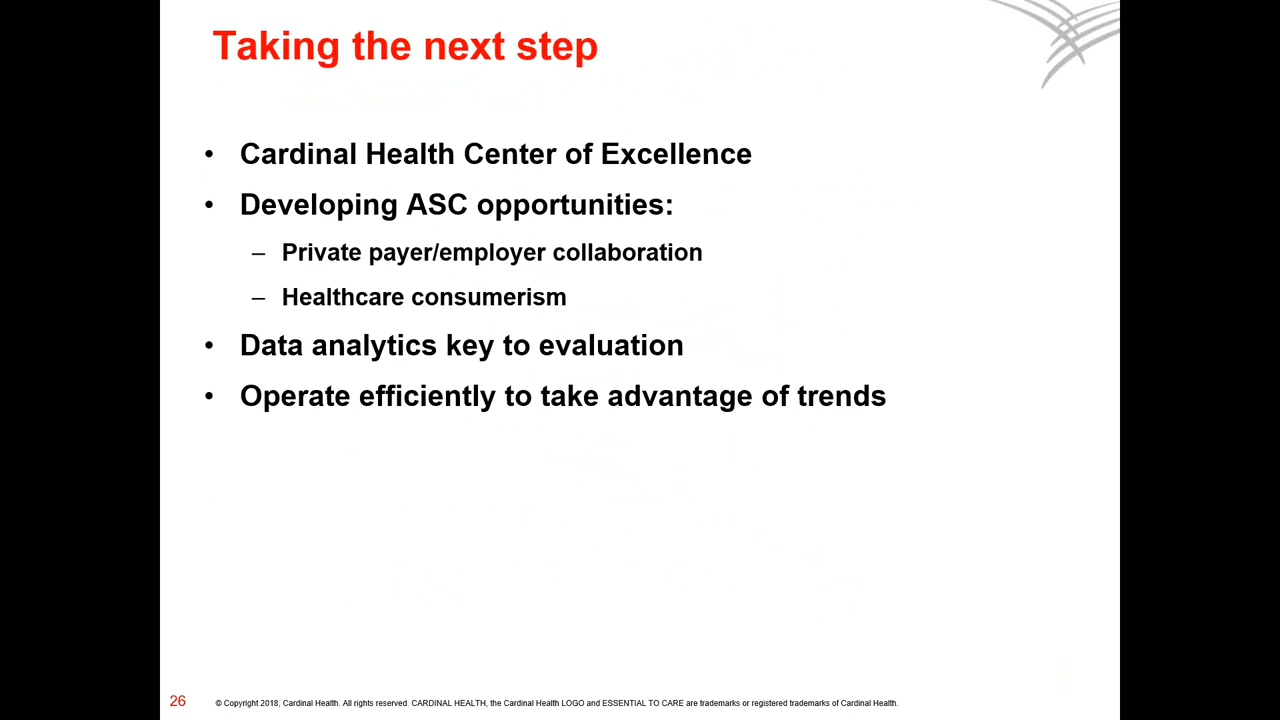 Taking the next step
• Cardinal Health Center of Excellence
• Developing ASC opportunities:
– Private payer/employer collaboration
– Healthcare consumerism
• Data analytics key to evaluation
• Operate efficiently to take advantage of trends
26 © Copyright 2018, Cardinal Health. All rights reserved. CARDINAL HEALTH, the Cardinal Health LOGO and ESSENTIAL TO CARE are trademarks or registered trademarks of Cardinal Health.